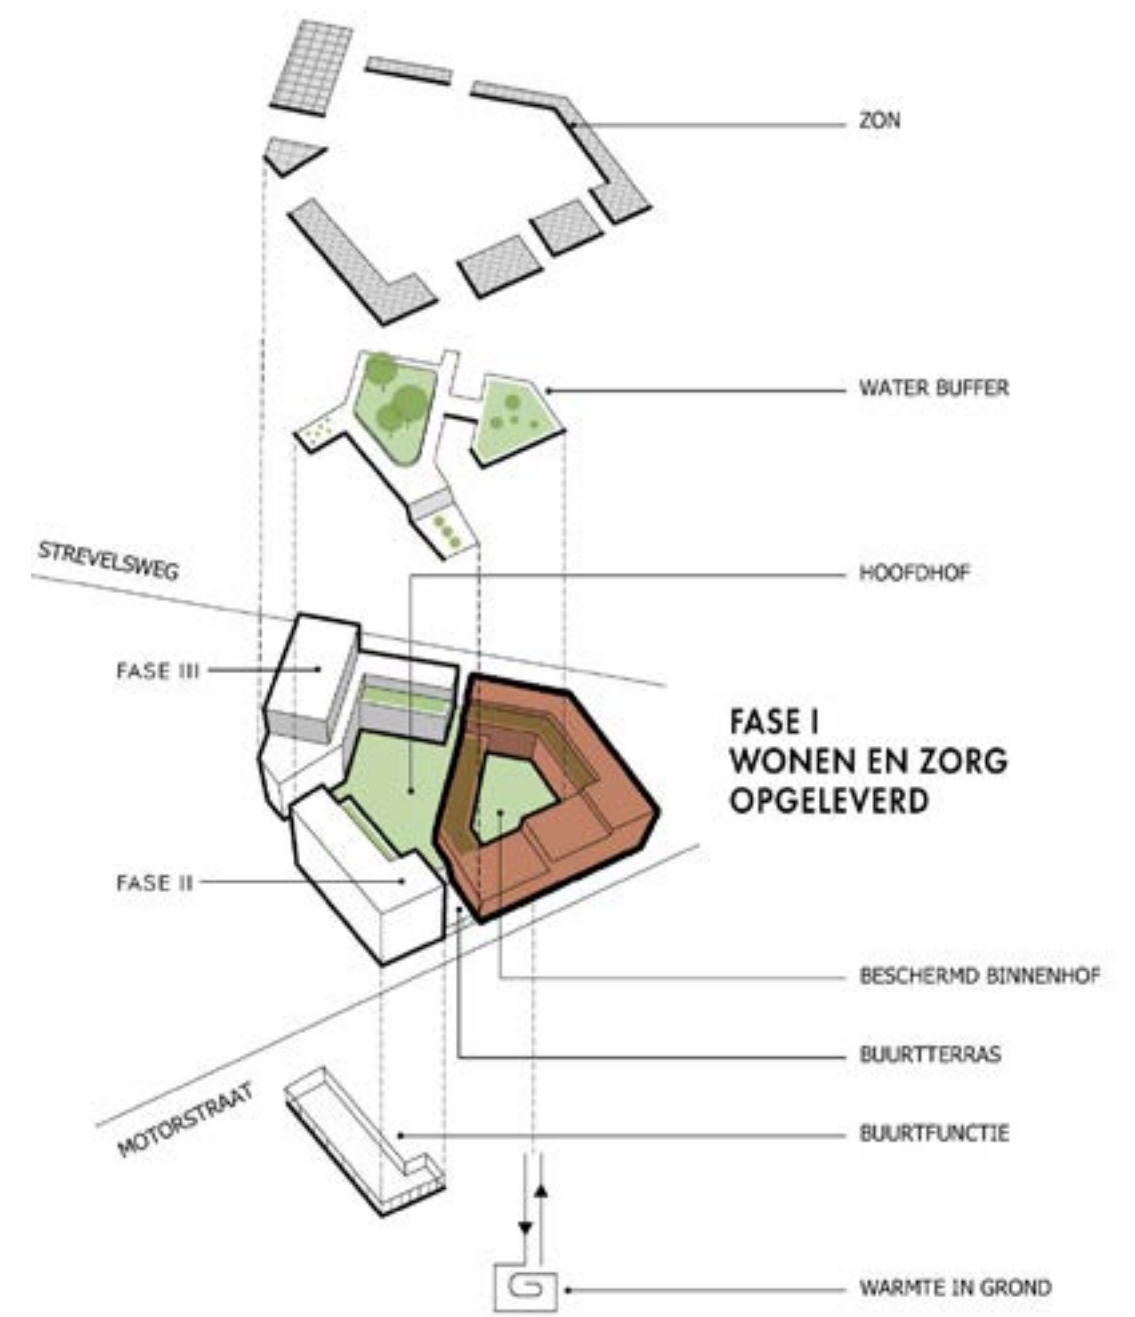 ZON
WATER BUFFER
STREVELSWEG
HOOFDHOF
FASE III
FASE I
WONEN EN ZORG
OPGELEVERD
FASE II
BESCHERMD BINNENHOF
BUURTTERRAS
MOTORSTRAAT
BUURTFUNCTIE
WARMTE IN GROND